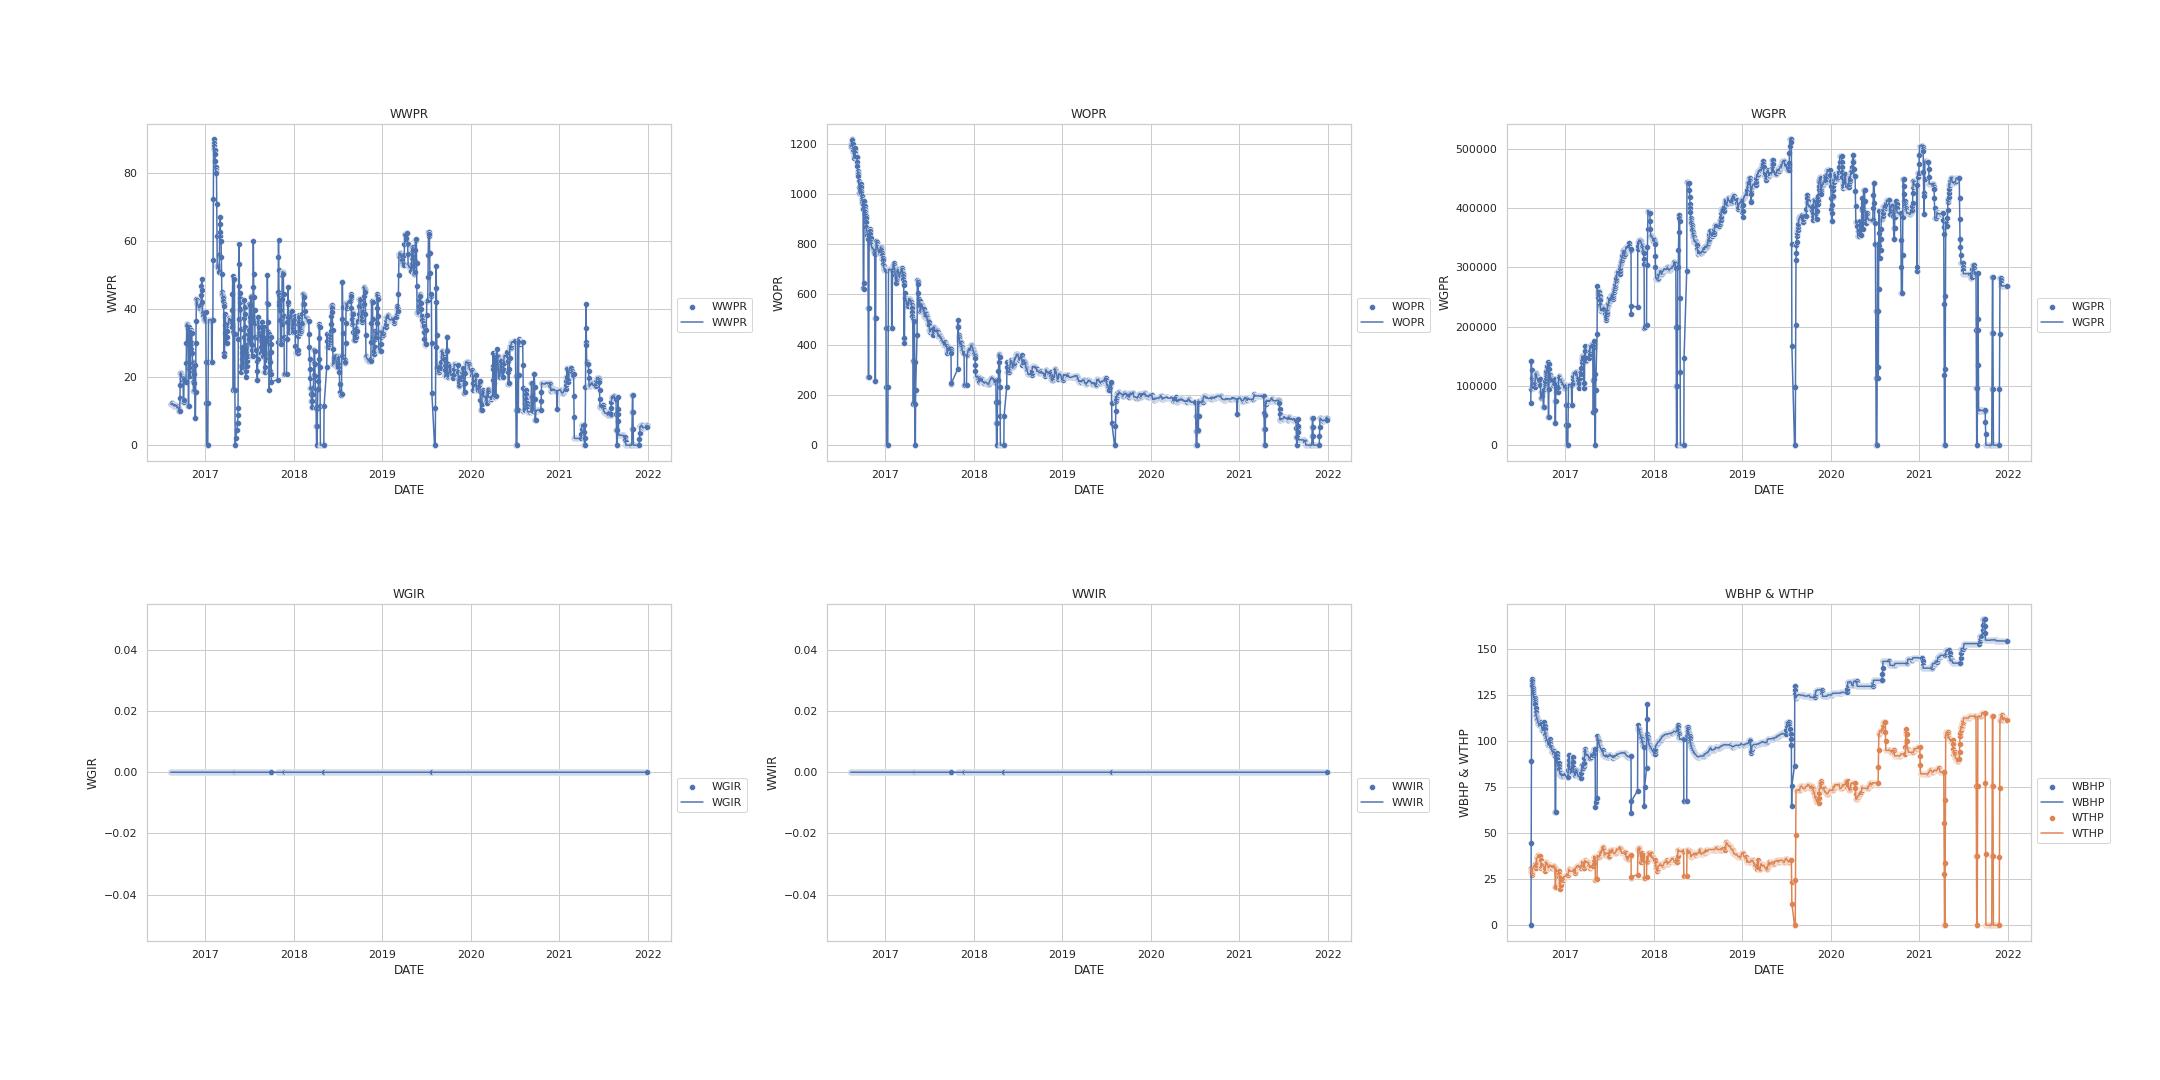 WWPR
80
60
40
20
0
WWPR
2017 2018 2019 2020 2021 2022
DATE
WWPR
WWPR
WOPR
1200
1000
800
600
400
200
0
WOPR
2017 2018 2019 2020 2021 2022
DATE
WOPR
WOPR
WGPR
500000
400000
300000
200000
100000
0
WGPR
2017 2018 2019 2020 2021 2022
DATE
WGPR
WGPR
WGIR
0.04
0.02
0.00
−0.02
−0.04
WGIR
2017 2018 2019 2020 2021 2022
DATE
WGIR
WGIR
WWIR
0.04
0.02
0.00
−0.02
−0.04
WWIR
2017 2018 2019 2020 2021 2022
DATE
WWIR
WWIR
WBHP & WTHP
150
125
100
75
50
25
0
WBHP & WTHP
2017 2018 2019 2020 2021 2022
DATE
WBHP
WBHP
WTHP
WTHP